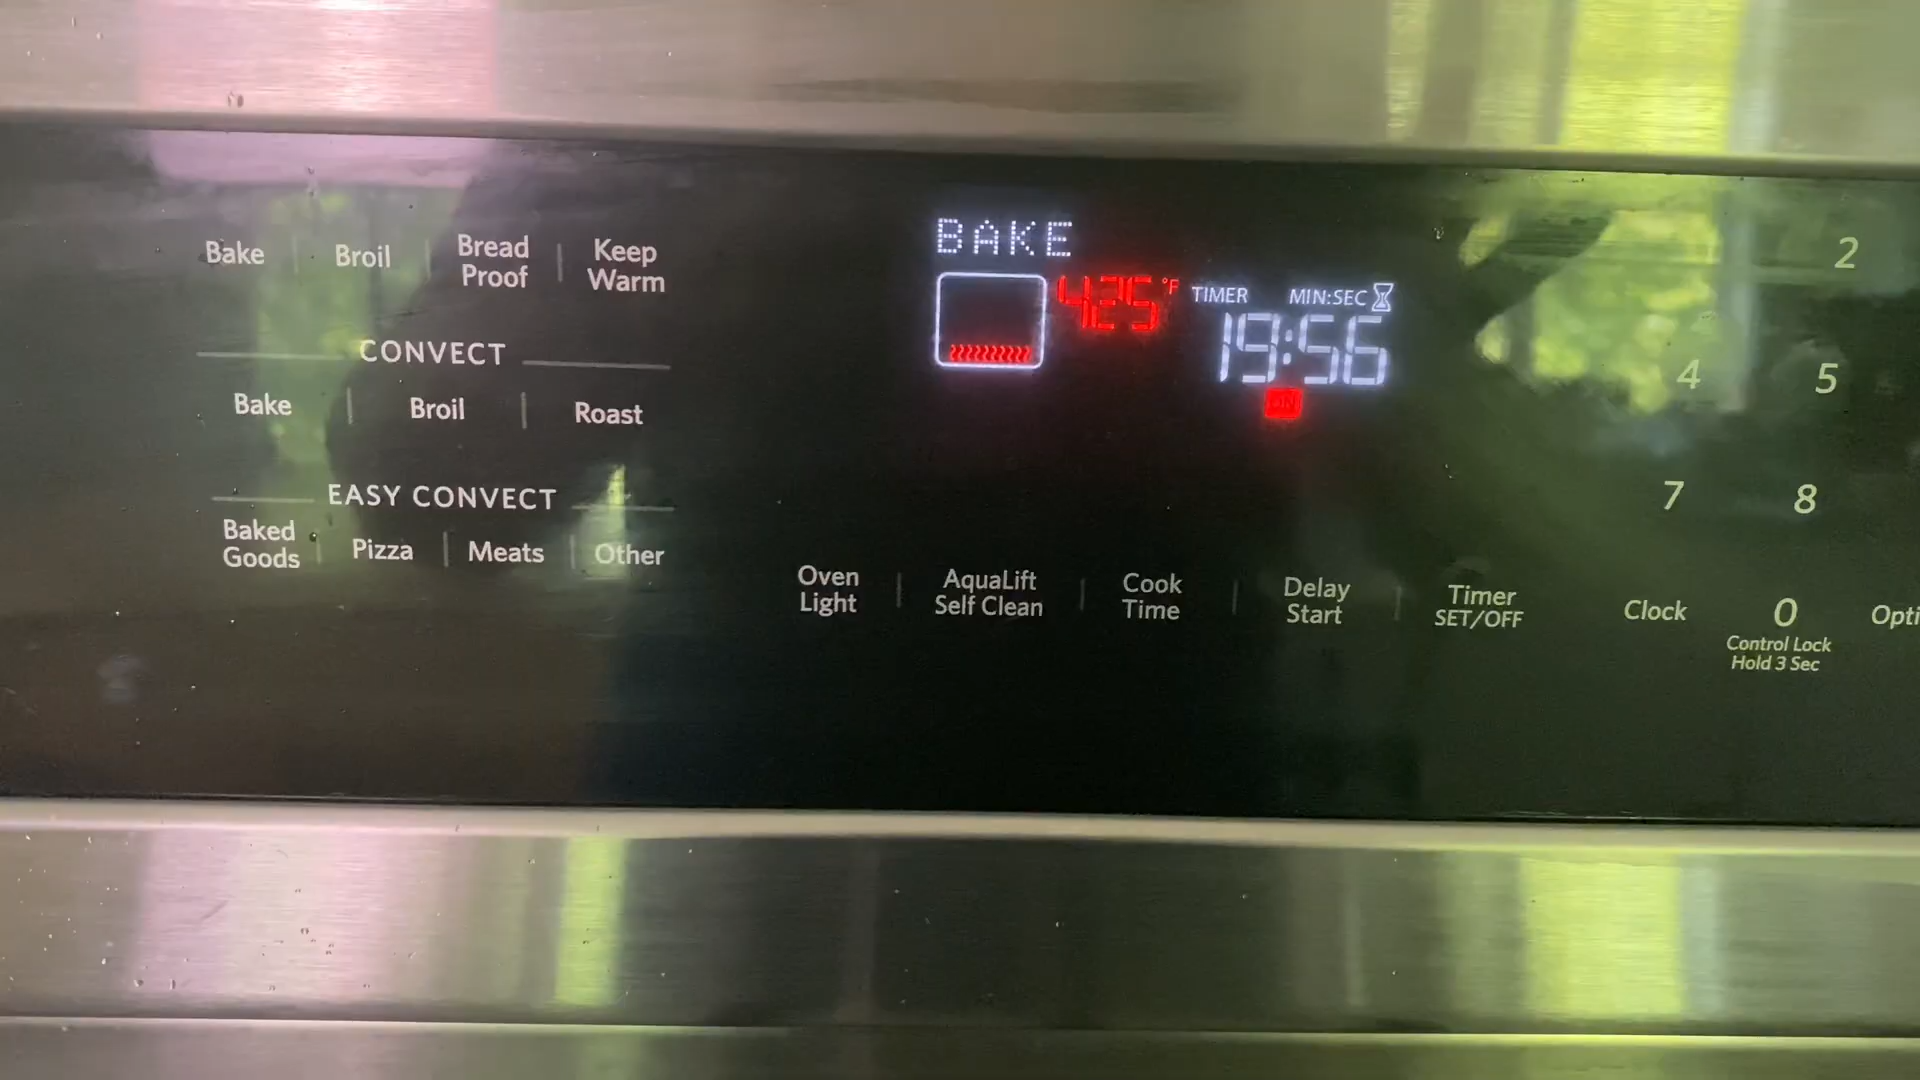 BAKE
425°F
TIMER MIN:SEC
19:56
ON
Bake Broil Bread Proof Keep Warm
CONVECT
Bake Broil Roast
EASY CONVECT
Baked Goods Pizza Meats Other
Oven Light AquaLift Self Clean Cook Time Delay Start Timer SET/OFF
2
4 5
7 8
Clock 0
Control Lock
Hold 3 Sec